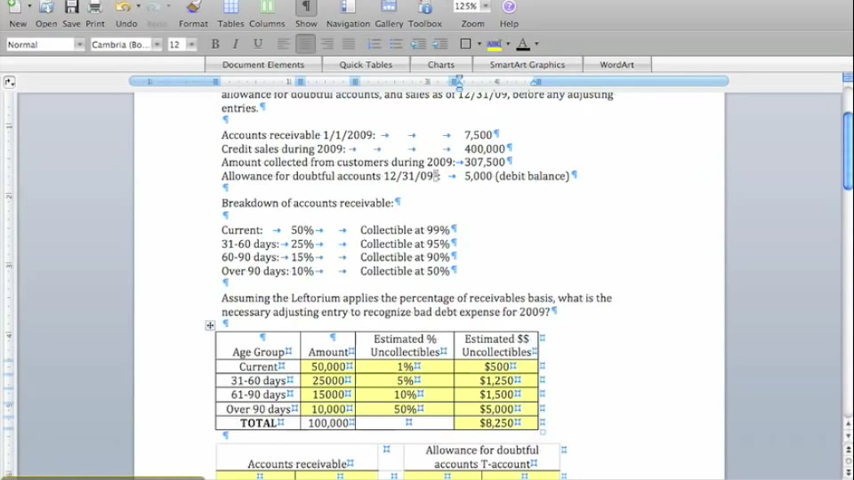 New Open Save Print Undo Redo Format Tables Columns Show Navigation Gallery Toolbox Zoom Help
125%
Normal Cambria (Bo... 12 B I U
Document Elements Quick Tables Charts SmartArt Graphics WordArt
allowance for doubtful accounts, and sales as of 12/31/09, before any adjusting
entries.
Accounts receivable 1/1/2009: 7,500
Credit sales during 2009: 400,000
Amount collected from customers during 2009: 307,500
Allowance for doubtful accounts 12/31/09: 5,000 (debit balance)
Breakdown of accounts receivable:
Current: 50% Collectible at 99%
31-60 days: 25% Collectible at 95%
60-90 days: 15% Collectible at 90%
Over 90 days: 10% Collectible at 50%
Assuming the Leftorium applies the percentage of receivables basis, what is the
necessary adjusting entry to recognize bad debt expense for 2009?
Age Group Amount Estimated % Uncollectibles Estimated $$ Uncollectibles
Current 50,000 1% $500
31-60 days 25000 5% $1,250
61-90 days 15000 10% $1,500
Over 90 days 10,000 50% $5,000
TOTAL 100,000 $8,250
Accounts receivable Allowance for doubtful accounts T-account